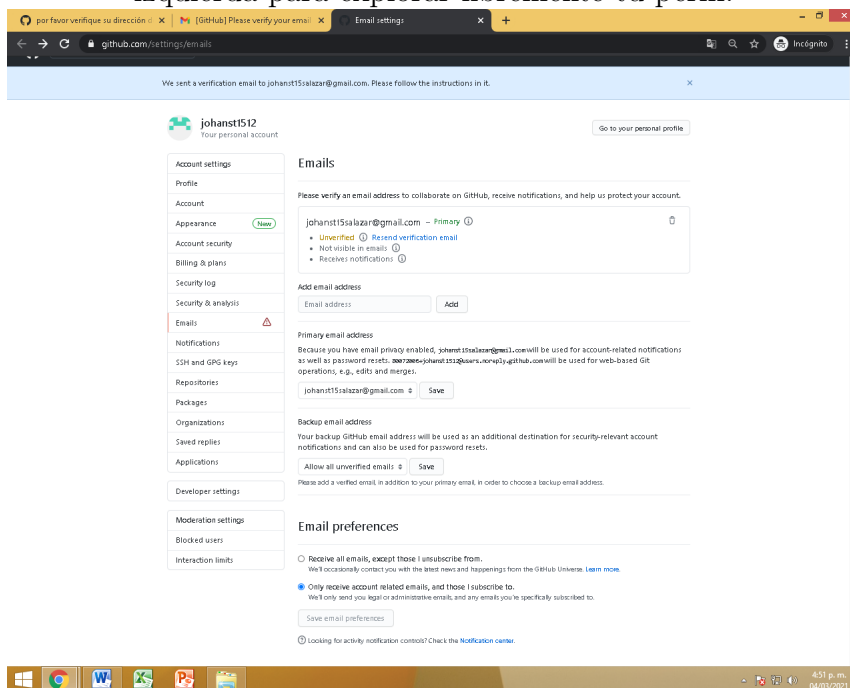 izquierda para explorar libremente tu perfil.
por favor verifique su dirección d
[GitHub] Please verify your email
Email settings
github.com/settings/emails
Incógnito
We sent a verification email to johanst15salazar@gmail.com. Please follow the instructions in it.
johanst1512
Your personal account
Go to your personal profile
Account settings
Profile
Account
Appearance New
Account security
Billing & plans
Security log
Security & analysis
Emails
Notifications
SSH and GPG keys
Repositories
Packages
Organizations
Saved replies
Applications
Developer settings
Moderation settings
Blocked users
Interaction limits
Emails
Please verify an email address to collaborate on GitHub, receive notifications, and help us protect your account.
johanst15salazar@gmail.com – Primary
Unverified Resend verification email
Not visible in emails
Receives notifications
Add email address
Email address Add
Primary email address
Because you have email privacy enabled, johanst15salazar@gmail.com will be used for account-related notifications
as well as password resets. johanst1512@users.noreply.github.com will be used for web-based Git
operations, e.g., edits and merges.
johanst15salazar@gmail.com Save
Backup email address
Your backup GitHub email address will be used as an additional destination for security-relevant account
notifications and can also be used for password resets.
Allow all unverified emails Save
Please add a verified email, in addition to your primary email, in order to choose a backup email address.
Email preferences
Receive all emails, except those I unsubscribe from.
We'll occasionally contact you with the latest news and happenings from the GitHub Universe. Learn more.
Only receive account related emails, and those I subscribe to.
We'll only send you legal or administrative emails, and any emails you're specifically subscribed to.
Save email preferences
Looking for activity notification controls? Check the Notification center.
4:51 p. m.
04/03/2021